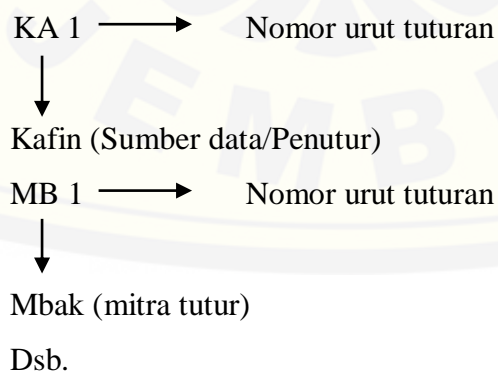 KA 1 Nomor urut tuturan
Kafin (Sumber data/Penutur)
MB 1 Nomor urut tuturan
Mbak (mitra tutur)
Dsb.